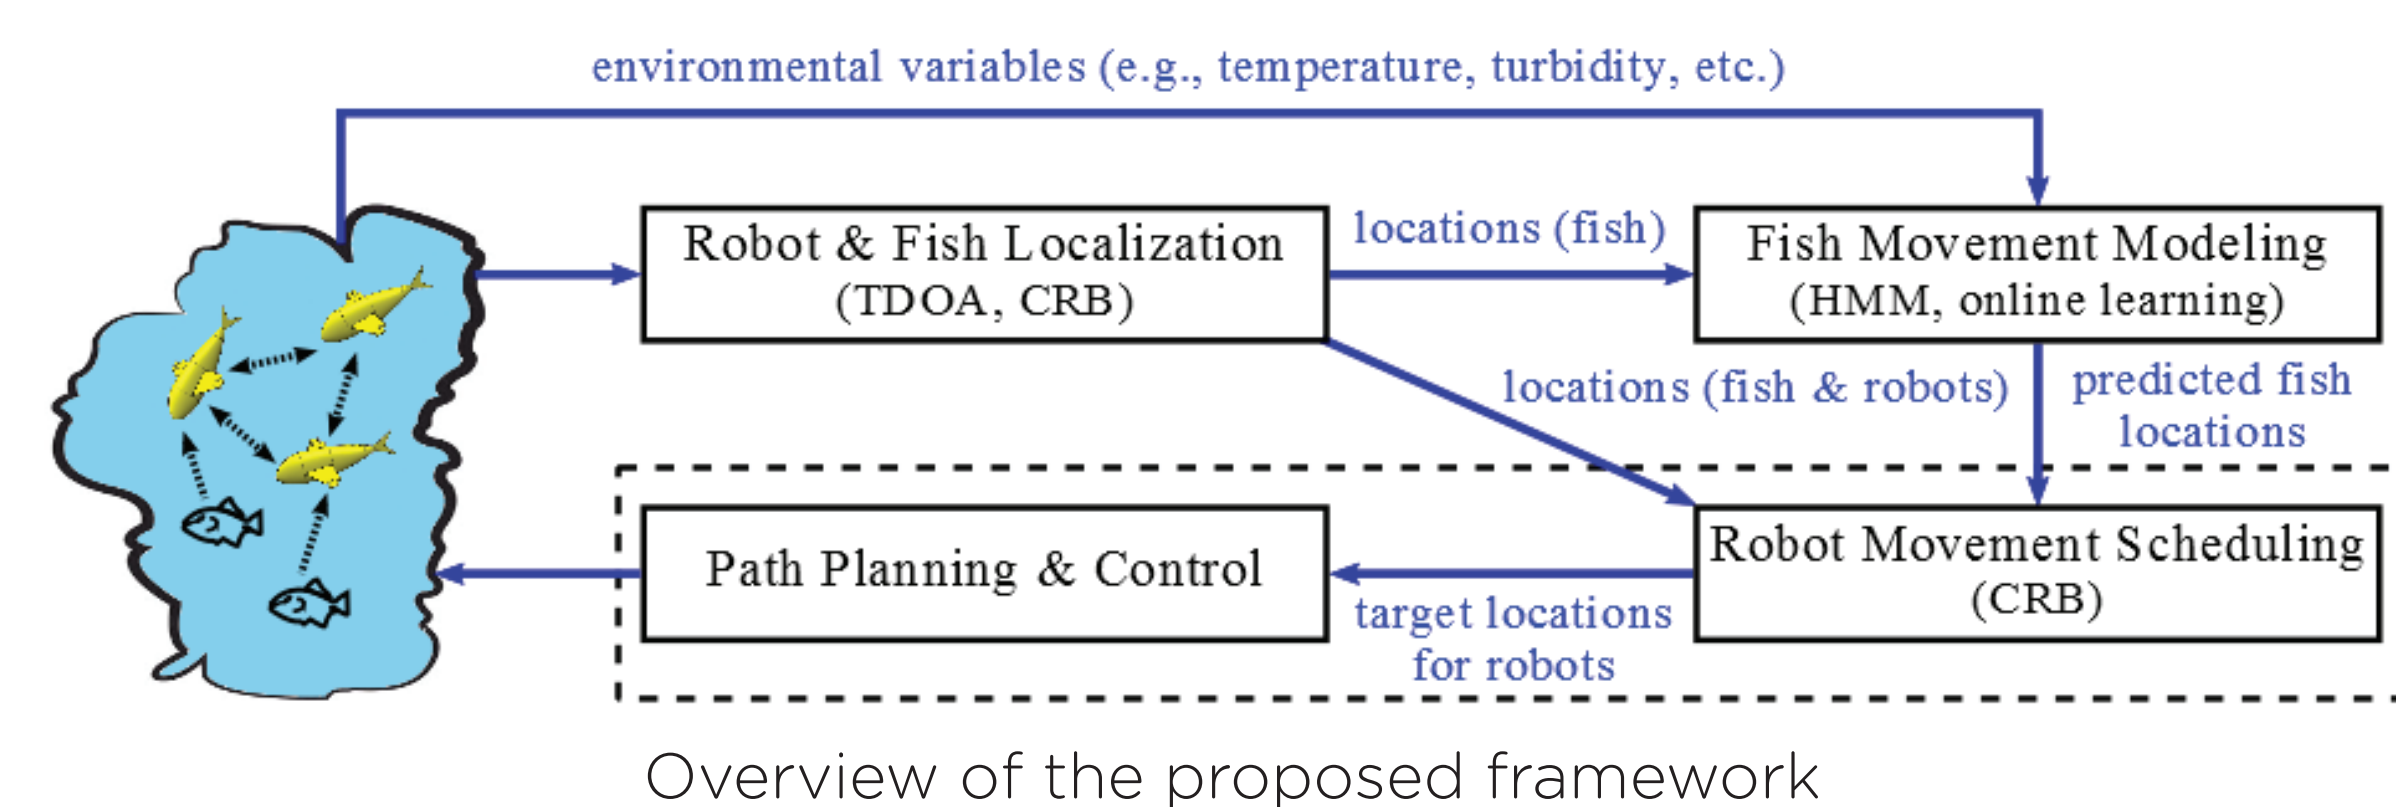 environmental variables (e.g., temperature, turbidity, etc.)
Robot & Fish Localization
(TDOA, CRB)
locations (fish)
Fish Movement Modeling
(HMM, online learning)
locations (fish & robots)
predicted fish
locations
Path Planning & Control
target locations
for robots
Robot Movement Scheduling
(CRB)
Overview of the proposed framework